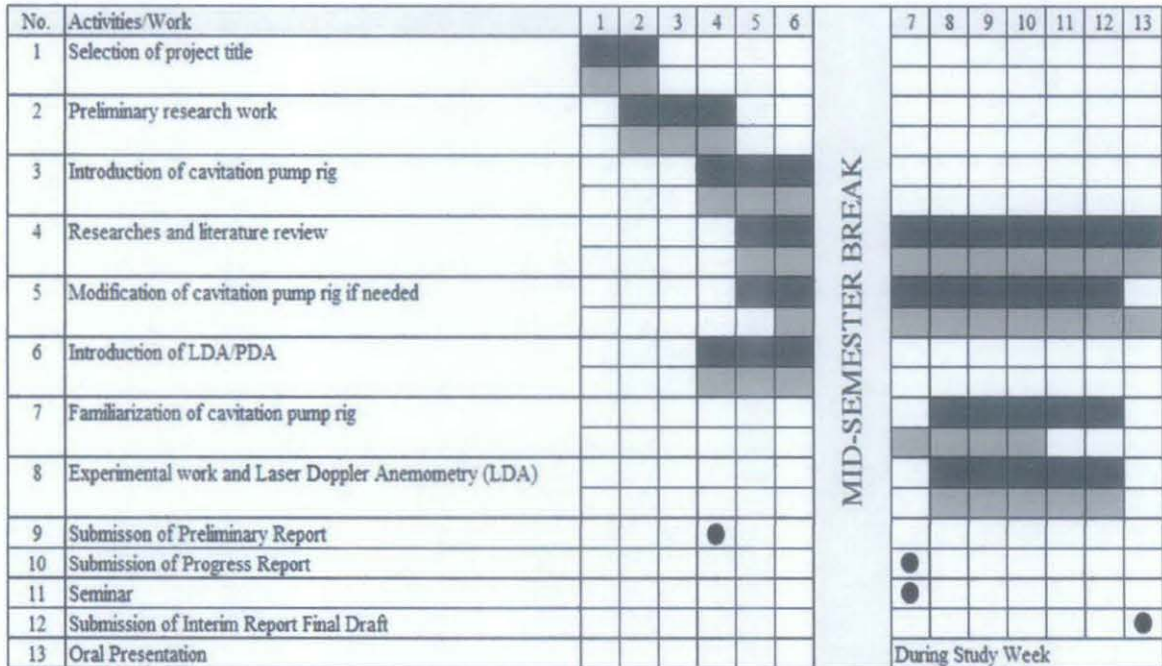 No. Activities/Work 1 2 3 4 5 6 7 8 9 10 11 12 13
1 Selection of project title
2 Preliminary research work
3 Introduction of cavitation pump rig
4 Researches and literature review
5 Modification of cavitation pump rig if needed
6 Introduction of LDA/PDA
7 Familiarization of cavitation pump rig
8 Experimental work and Laser Doppler Anemometry (LDA)
9 Submisson of Preliminary Report
10 Submission of Progress Report
11 Seminar
12 Submission of Interim Report Final Draft
13 Oral Presentation During Study Week
MID-SEMESTER BREAK